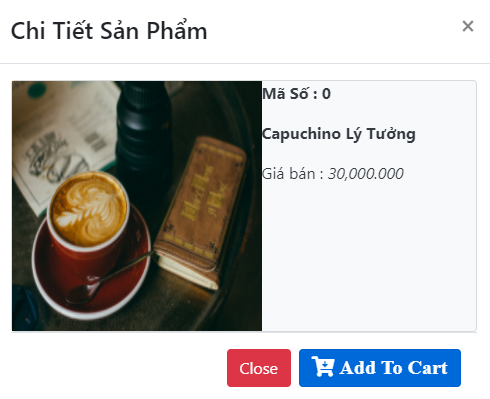 Chi Tiết Sản Phẩm
×
Mã Số : 0
Capuchino Lý Tưởng
Giá bán : 30,000.000
Close
Add To Cart